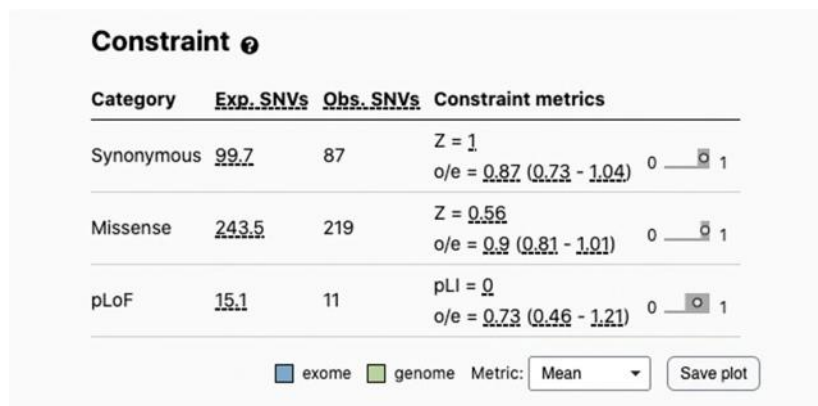 Constraint ?
Category Exp. SNVs Obs. SNVs Constraint metrics
Synonymous 99.7 87 Z = 1
o/e = 0.87 (0.73 - 1.04) 0 1
Missense 243.5 219 Z = 0.56
o/e = 0.9 (0.81 - 1.01) 0 1
pLoF 15.1 11 pLI = 0
o/e = 0.73 (0.46 - 1.21) 0 1
exome genome Metric: Mean Save plot